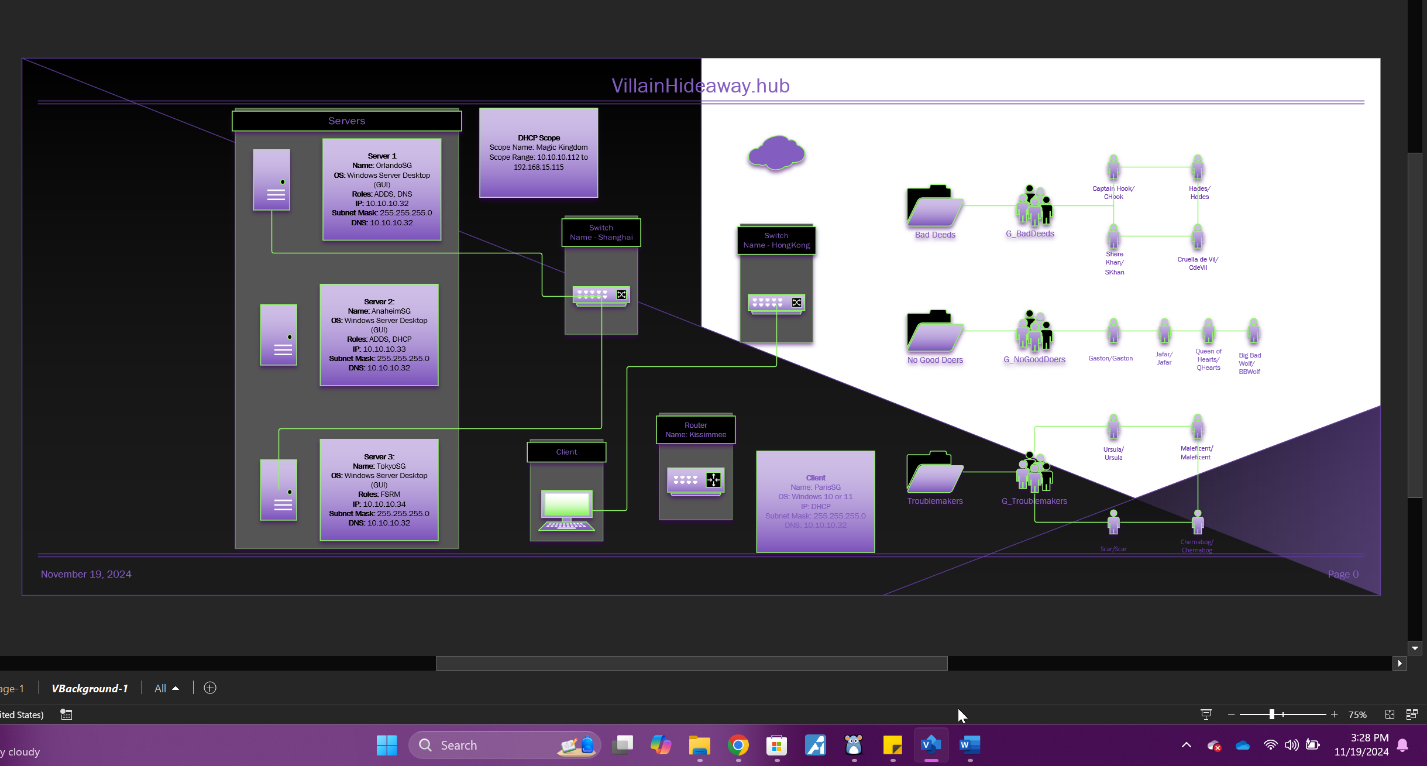 VillainHideaway.hub
Servers
Server 1
Name: OrlandoSG
OS: Windows Server Desktop
(GUI)
Roles: ADDS, DNS
IP: 10.10.10.32
Subnet Mask: 255.255.255.0
DNS: 10.10.10.32
Server 2:
Name: AnaheimSG
OS: Windows Server Desktop
(GUI)
Roles: ADDS, DHCP
IP: 10.10.10.33
Subnet Mask: 255.255.255.0
DNS: 10.10.10.32
Server 3:
Name: TokyoSG
OS: Windows Server Desktop
(GUI)
Roles: FSRM
IP: 10.10.10.34
Subnet Mask: 255.255.255.0
DNS: 10.10.10.32
DHCP Scope
Scope Name: Magic Kingdom
Scope Range: 10.10.10.112 to
192.168.15.115
Switch
Name - Shanghai
Switch
Name - HongKong
Client
Router
Name: Kissimmee
Client
Name: ParisSG
OS: Windows 10 or 11
IP: DHCP
Subnet Mask: 255.255.255.0
DNS: 10.10.10.32
Bad Deeds
G_BadDeeds
Captain Hook/
CHook
Hades/
Hades
Shere
Khan/
SKhan
Cruella de Vil/
CdeVil
No Good Doers
G_NoGoodDoers
Gaston/Gaston
Jafar/
Jafar
Queen of
Hearts/
QHearts
Big Bad
Wolf/
BBWolf
Troublemakers
G_Troublemakers
Ursula/
Ursula
Maleficent/
Maleficent
Scar/Scar
Chernabog/
Chernabog
November 19, 2024
Page 0
age-1
VBackground-1
All
ited States)
75%
y cloudy
Search
3:28 PM
11/19/2024